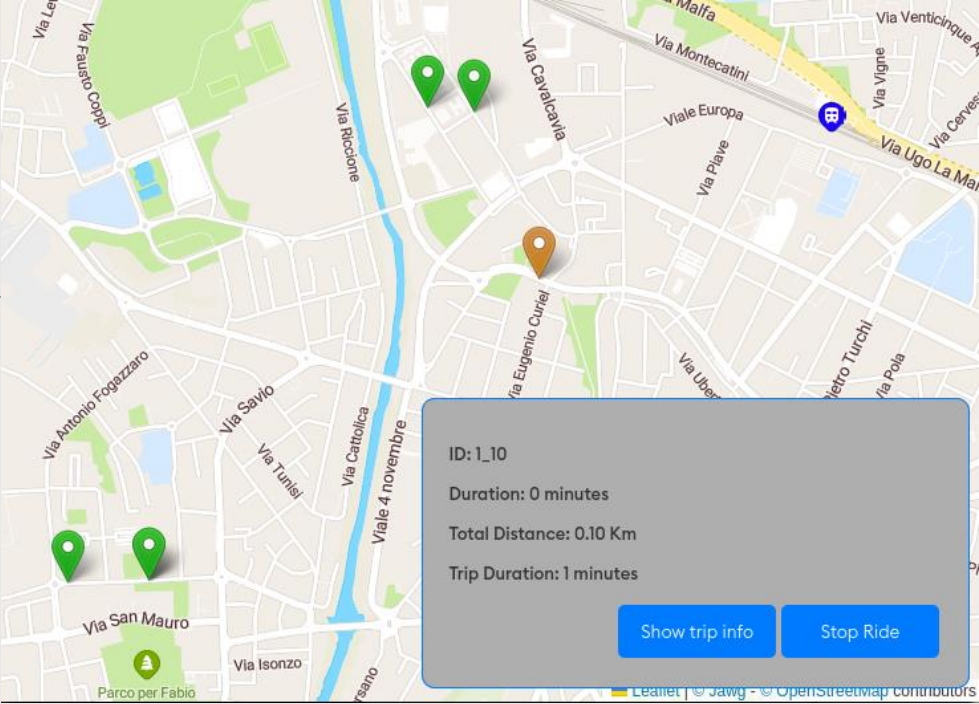 Via Fausto Coppi
Via Riccione
Via Cavalcavia
Malfa
Via Montecatini
Viale Europa
Via Venticinque
Via Vigne
Via Piave
Via Ugo La
Via Antonio Fogazzaro
Via Savio
Via Tunisi
Via Cattolica
Viale 4 novembre
Via Eugenio Curiel
Pietro Turchi
Via Pola
Via San Mauro
Via Isonzo
Parco per Fabio
ID: 1_10
Duration: 0 minutes
Total Distance: 0.10 Km
Trip Duration: 1 minutes
Show trip info
Stop Ride
Leaflet | © Jawg - © OpenStreetMap contributors